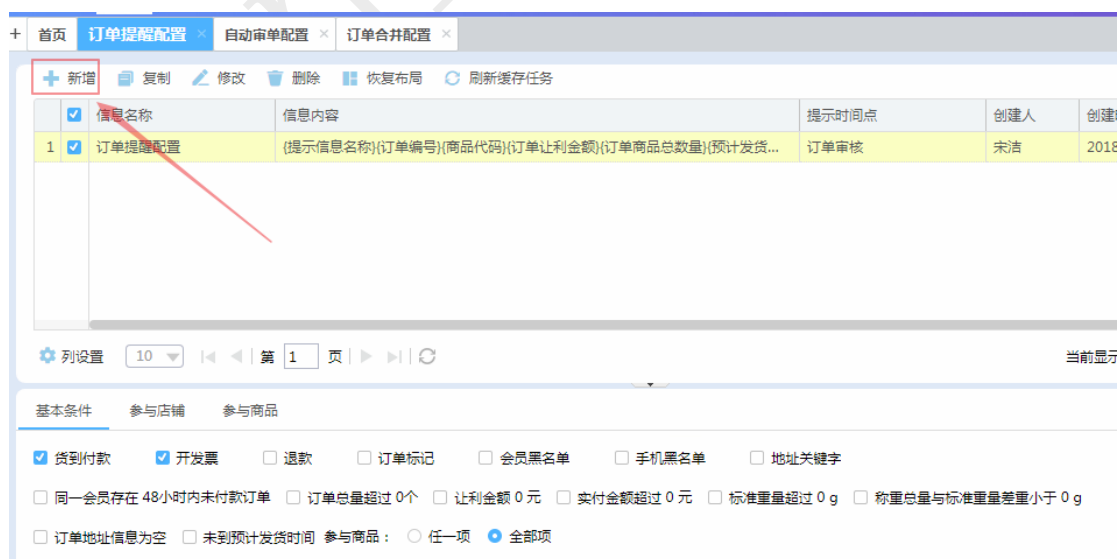 + 首页 订单提醒配置 × 自动审单配置 × 订单合并配置 ×
新增 复制 修改 删除 恢复布局 刷新缓存任务
信息名称 信息内容 提示时间点 创建人 创建
1 订单提醒配置 {提示信息名称}{订单编号}{商品代码}{订单让利金额}{订单商品总数量}{预计发货... 订单审核 宋洁 2018
列设置 10 第 1 页 当前显示
基本条件 参与店铺 参与商品
货到付款 开发票 退款 订单标记 会员黑名单 手机黑名单 地址关键字
同一会员存在 48小时内未付款订单 订单总量超过 0个 让利金额 0 元 实付金额超过 0 元 标准重量超过 0 g 称重总量与标准重量差重小于 0 g
订单地址信息为空 未到预计发货时间 参与商品： 任一项 全部项